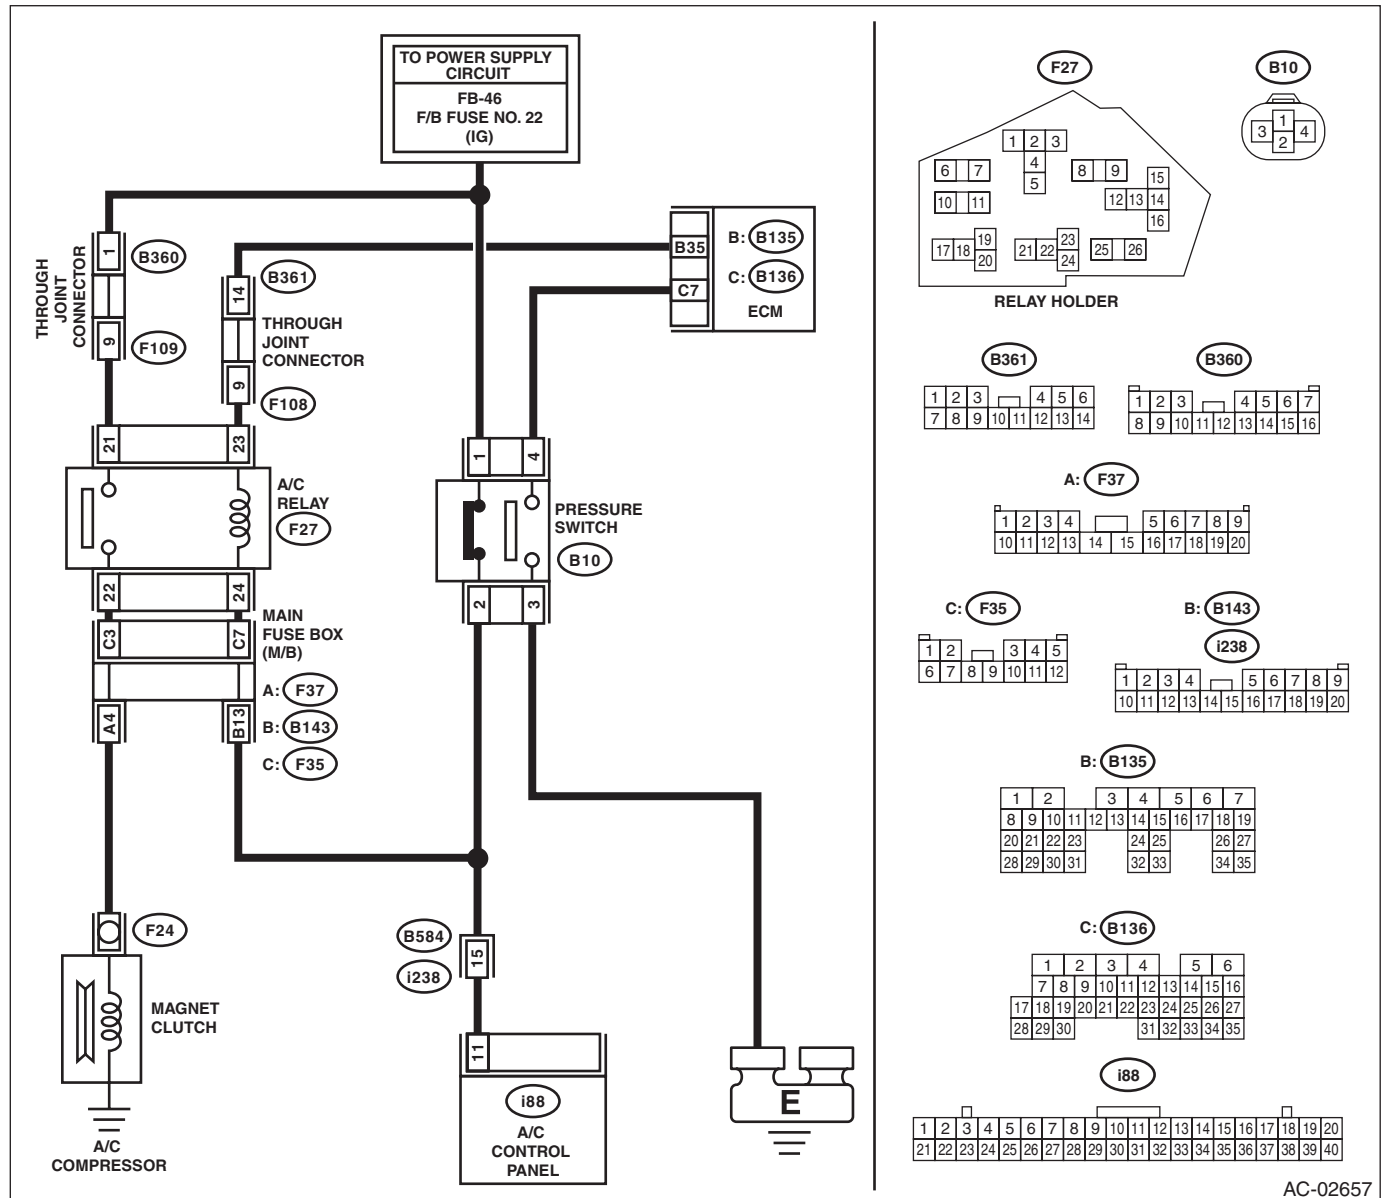 TO POWER SUPPLY
CIRCUIT
FB-46
F/B FUSE NO. 22
(IG)
THROUGH
JOINT
CONNECTOR
1
B360
9
F109
14
B361
THROUGH
JOINT
CONNECTOR
9
F108
B35
C7
B: B135
C: B136
ECM
21
23
A/C
RELAY
F27
22
24
C3
C7
MAIN
FUSE BOX
(M/B)
A: F37
B: B143
C: F35
A4
B13
1
4
PRESSURE
SWITCH
B10
2
3
F24
MAGNET
CLUTCH
A/C
COMPRESSOR
B584
i238
15
11
i88
A/C
CONTROL
PANEL
E
F27
1 2 3
4
5
6 7
8 9
10 11
15
12 13 14
16
17 18 19
20
21 22 23
24
25 26
RELAY HOLDER
B10
1
3 4
2
B361
1 2 3 4 5 6
7 8 9 10 11 12 13 14
B360
1 2 3 4 5 6 7
8 9 10 11 12 13 14 15 16
A: F37
1 2 3 4 5 6 7 8 9
10 11 12 13 14 15 16 17 18 19 20
C: F35
1 2 3 4 5
6 7 8 9 10 11 12
B: B143
i238
1 2 3 4 5 6 7 8 9
10 11 12 13 14 15 16 17 18 19 20
B: B135
1 2 3 4 5 6 7
8 9 10 11 12 13 14 15 16 17 18 19
20 21 22 23 24 25 26 27
28 29 30 31 32 33 34 35
C: B136
1 2 3 4 5 6
7 8 9 10 11 12 13 14 15 16
17 18 19 20 21 22 23 24 25 26 27
28 29 30 31 32 33 34 35
i88
1 2 3 4 5 6 7 8 9 10 11 12 13 14 15 16 17 18 19 20
21 22 23 24 25 26 27 28 29 30 31 32 33 34 35 36 37 38 39 40
AC-02657